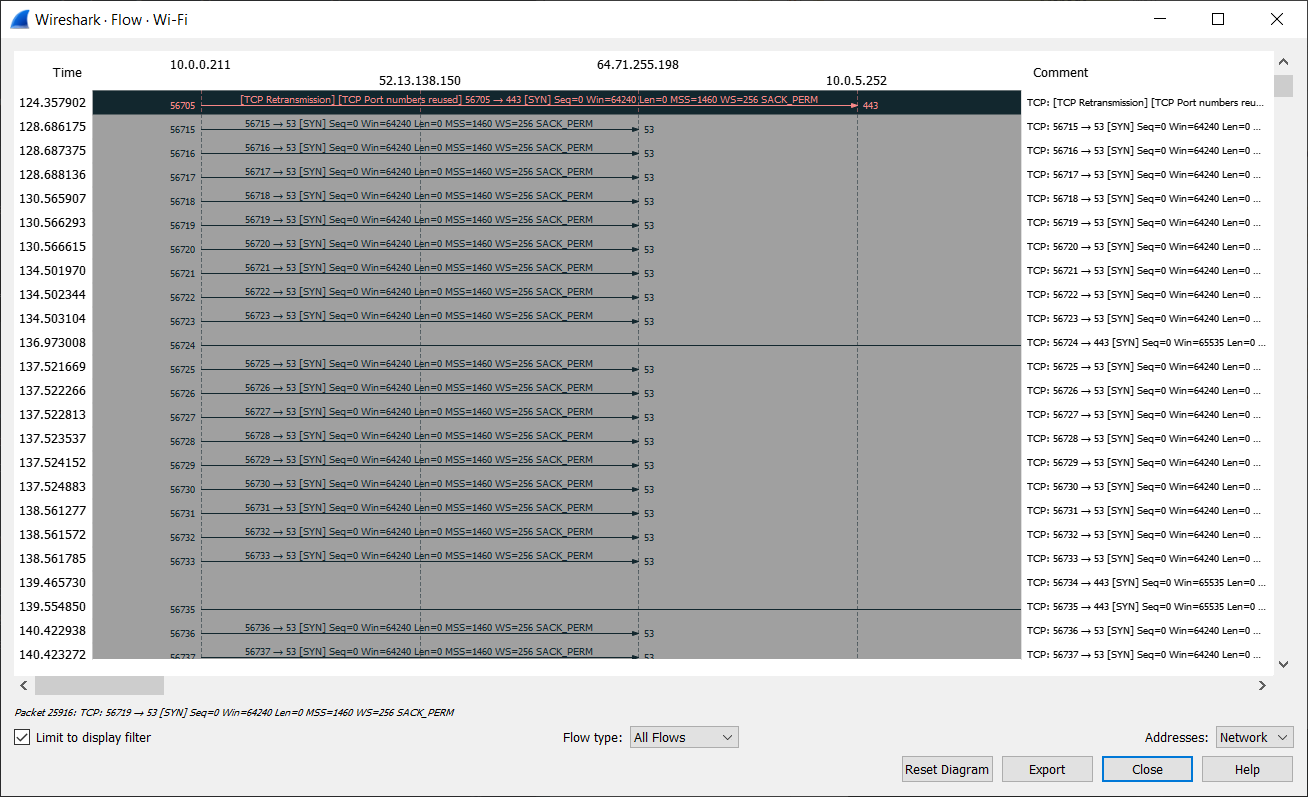 Wireshark · Flow · Wi-Fi
Time
10.0.0.211
52.13.138.150
64.71.255.198
10.0.5.252
Comment
124.357902 56705 [TCP Retransmission] [TCP Port numbers reused] 56705 → 443 [SYN] Seq=0 Win=64240 Len=0 MSS=1460 WS=256 SACK_PERM 443 TCP: [TCP Retransmission] [TCP Port numbers reu...
128.686175 56715 56715 → 53 [SYN] Seq=0 Win=64240 Len=0 MSS=1460 WS=256 SACK_PERM 53 TCP: 56715 → 53 [SYN] Seq=0 Win=64240 Len=0 ...
128.687375 56716 56716 → 53 [SYN] Seq=0 Win=64240 Len=0 MSS=1460 WS=256 SACK_PERM 53 TCP: 56716 → 53 [SYN] Seq=0 Win=64240 Len=0 ...
128.688136 56717 56717 → 53 [SYN] Seq=0 Win=64240 Len=0 MSS=1460 WS=256 SACK_PERM 53 TCP: 56717 → 53 [SYN] Seq=0 Win=64240 Len=0 ...
130.565907 56718 56718 → 53 [SYN] Seq=0 Win=64240 Len=0 MSS=1460 WS=256 SACK_PERM 53 TCP: 56718 → 53 [SYN] Seq=0 Win=64240 Len=0 ...
130.566293 56719 56719 → 53 [SYN] Seq=0 Win=64240 Len=0 MSS=1460 WS=256 SACK_PERM 53 TCP: 56719 → 53 [SYN] Seq=0 Win=64240 Len=0 ...
130.566615 56720 56720 → 53 [SYN] Seq=0 Win=64240 Len=0 MSS=1460 WS=256 SACK_PERM 53 TCP: 56720 → 53 [SYN] Seq=0 Win=64240 Len=0 ...
134.501970 56721 56721 → 53 [SYN] Seq=0 Win=64240 Len=0 MSS=1460 WS=256 SACK_PERM 53 TCP: 56721 → 53 [SYN] Seq=0 Win=64240 Len=0 ...
134.502344 56722 56722 → 53 [SYN] Seq=0 Win=64240 Len=0 MSS=1460 WS=256 SACK_PERM 53 TCP: 56722 → 53 [SYN] Seq=0 Win=64240 Len=0 ...
134.503104 56723 56723 → 53 [SYN] Seq=0 Win=64240 Len=0 MSS=1460 WS=256 SACK_PERM 53 TCP: 56723 → 53 [SYN] Seq=0 Win=64240 Len=0 ...
136.973008 56724 TCP: 56724 → 443 [SYN] Seq=0 Win=65535 Len=0 ...
137.521669 56725 56725 → 53 [SYN] Seq=0 Win=64240 Len=0 MSS=1460 WS=256 SACK_PERM 53 TCP: 56725 → 53 [SYN] Seq=0 Win=64240 Len=0 ...
137.522266 56726 56726 → 53 [SYN] Seq=0 Win=64240 Len=0 MSS=1460 WS=256 SACK_PERM 53 TCP: 56726 → 53 [SYN] Seq=0 Win=64240 Len=0 ...
137.522813 56727 56727 → 53 [SYN] Seq=0 Win=64240 Len=0 MSS=1460 WS=256 SACK_PERM 53 TCP: 56727 → 53 [SYN] Seq=0 Win=64240 Len=0 ...
137.523537 56728 56728 → 53 [SYN] Seq=0 Win=64240 Len=0 MSS=1460 WS=256 SACK_PERM 53 TCP: 56728 → 53 [SYN] Seq=0 Win=64240 Len=0 ...
137.524152 56729 56729 → 53 [SYN] Seq=0 Win=64240 Len=0 MSS=1460 WS=256 SACK_PERM 53 TCP: 56729 → 53 [SYN] Seq=0 Win=64240 Len=0 ...
137.524883 56730 56730 → 53 [SYN] Seq=0 Win=64240 Len=0 MSS=1460 WS=256 SACK_PERM 53 TCP: 56730 → 53 [SYN] Seq=0 Win=64240 Len=0 ...
138.561277 56731 56731 → 53 [SYN] Seq=0 Win=64240 Len=0 MSS=1460 WS=256 SACK_PERM 53 TCP: 56731 → 53 [SYN] Seq=0 Win=64240 Len=0 ...
138.561572 56732 56732 → 53 [SYN] Seq=0 Win=64240 Len=0 MSS=1460 WS=256 SACK_PERM 53 TCP: 56732 → 53 [SYN] Seq=0 Win=64240 Len=0 ...
138.561785 56733 56733 → 53 [SYN] Seq=0 Win=64240 Len=0 MSS=1460 WS=256 SACK_PERM 53 TCP: 56733 → 53 [SYN] Seq=0 Win=64240 Len=0 ...
139.465730 TCP: 56734 → 443 [SYN] Seq=0 Win=65535 Len=0 ...
139.554850 56735 TCP: 56735 → 443 [SYN] Seq=0 Win=65535 Len=0 ...
140.422938 56736 56736 → 53 [SYN] Seq=0 Win=64240 Len=0 MSS=1460 WS=256 SACK_PERM 53 TCP: 56736 → 53 [SYN] Seq=0 Win=64240 Len=0 ...
140.423272 56737 56737 → 53 [SYN] Seq=0 Win=64240 Len=0 MSS=1460 WS=256 SACK_PERM 53 TCP: 56737 → 53 [SYN] Seq=0 Win=64240 Len=0 ...
Packet 25916: TCP: 56719 → 53 [SYN] Seq=0 Win=64240 Len=0 MSS=1460 WS=256 SACK_PERM
Limit to display filter
Flow type: All Flows
Addresses: Network
Reset Diagram
Export
Close
Help